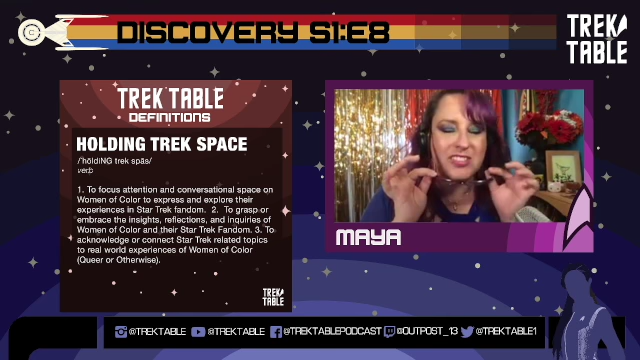 DISCOVERY S1:E8
TREK
TABLE
TREK TABLE
DEFINITIONS
HOLDING TREK SPACE
/ˈhōldiNG trek spās/
verb
1. To focus attention and conversational space on
Women of Color to express and explore their
experiences in Star Trek fandom. 2. To grasp or
embrace the insights, reflections, and inquiries of
Women of Color and their Star Trek Fandom. 3. To
acknowledge or connect Star Trek related topics
to real world experiences of Women of Color
(Queer or Otherwise).
TREK
TABLE
MAYA
@TREKTABLE @TREKTABLE @TREKTABLEPODCAST @OUTPOST_13 @TREKTABLE1